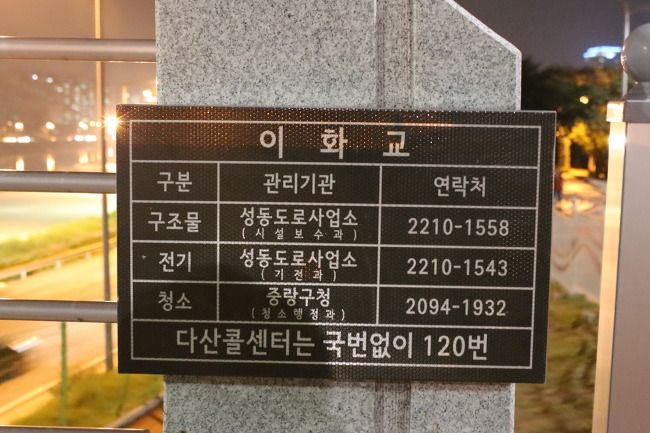 이화교
구분 관리기관 연락처
구조물 성동도로사업소 2210-1558
(시설보수과)
전기 성동도로사업소 2210-1543
(기전과)
청소 중랑구청 2094-1932
(청소행정과)
다산콜센터는 국번없이 120번